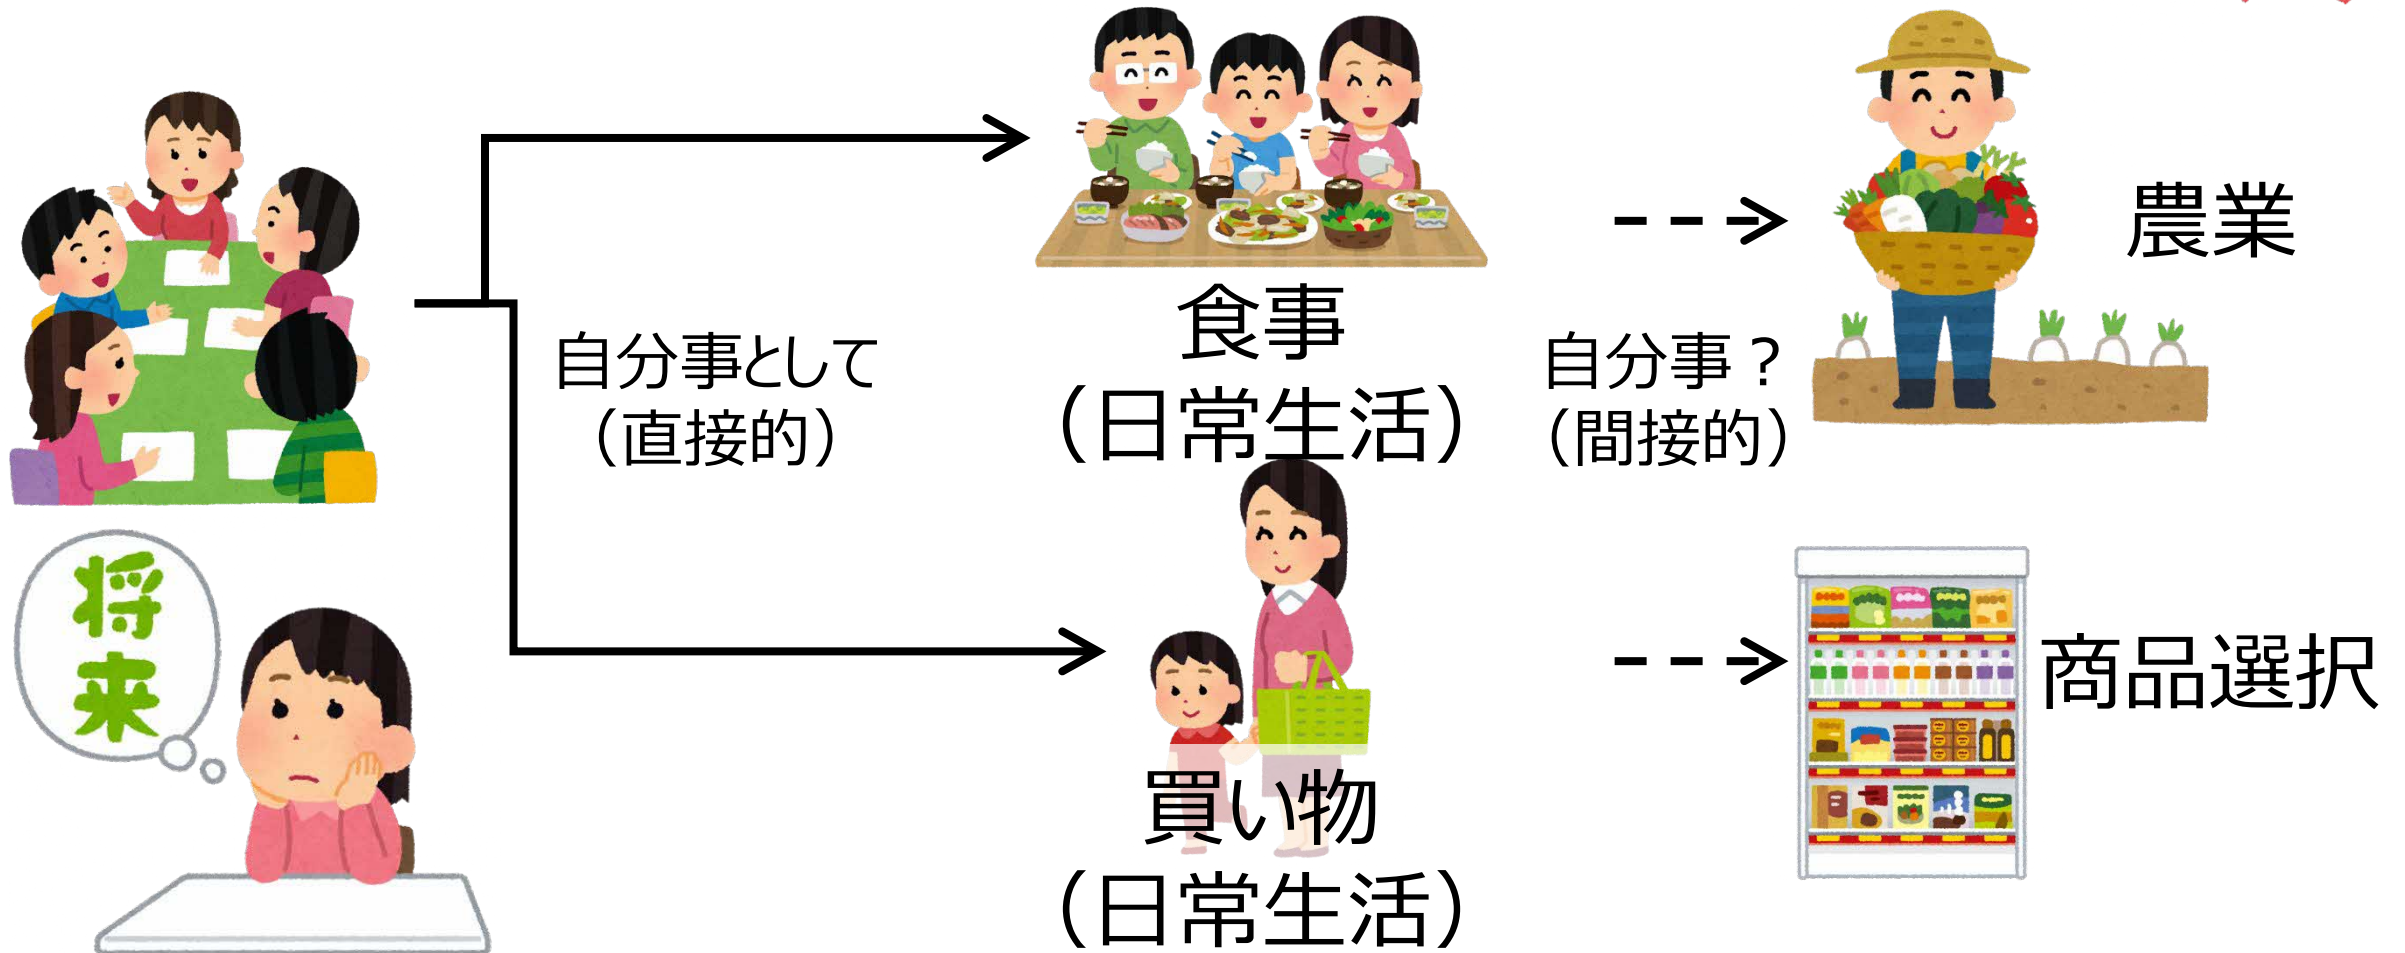 自分事として
（直接的）
食事
（日常生活）
自分事？
（間接的）
農業
将来
買い物
（日常生活）
商品選択